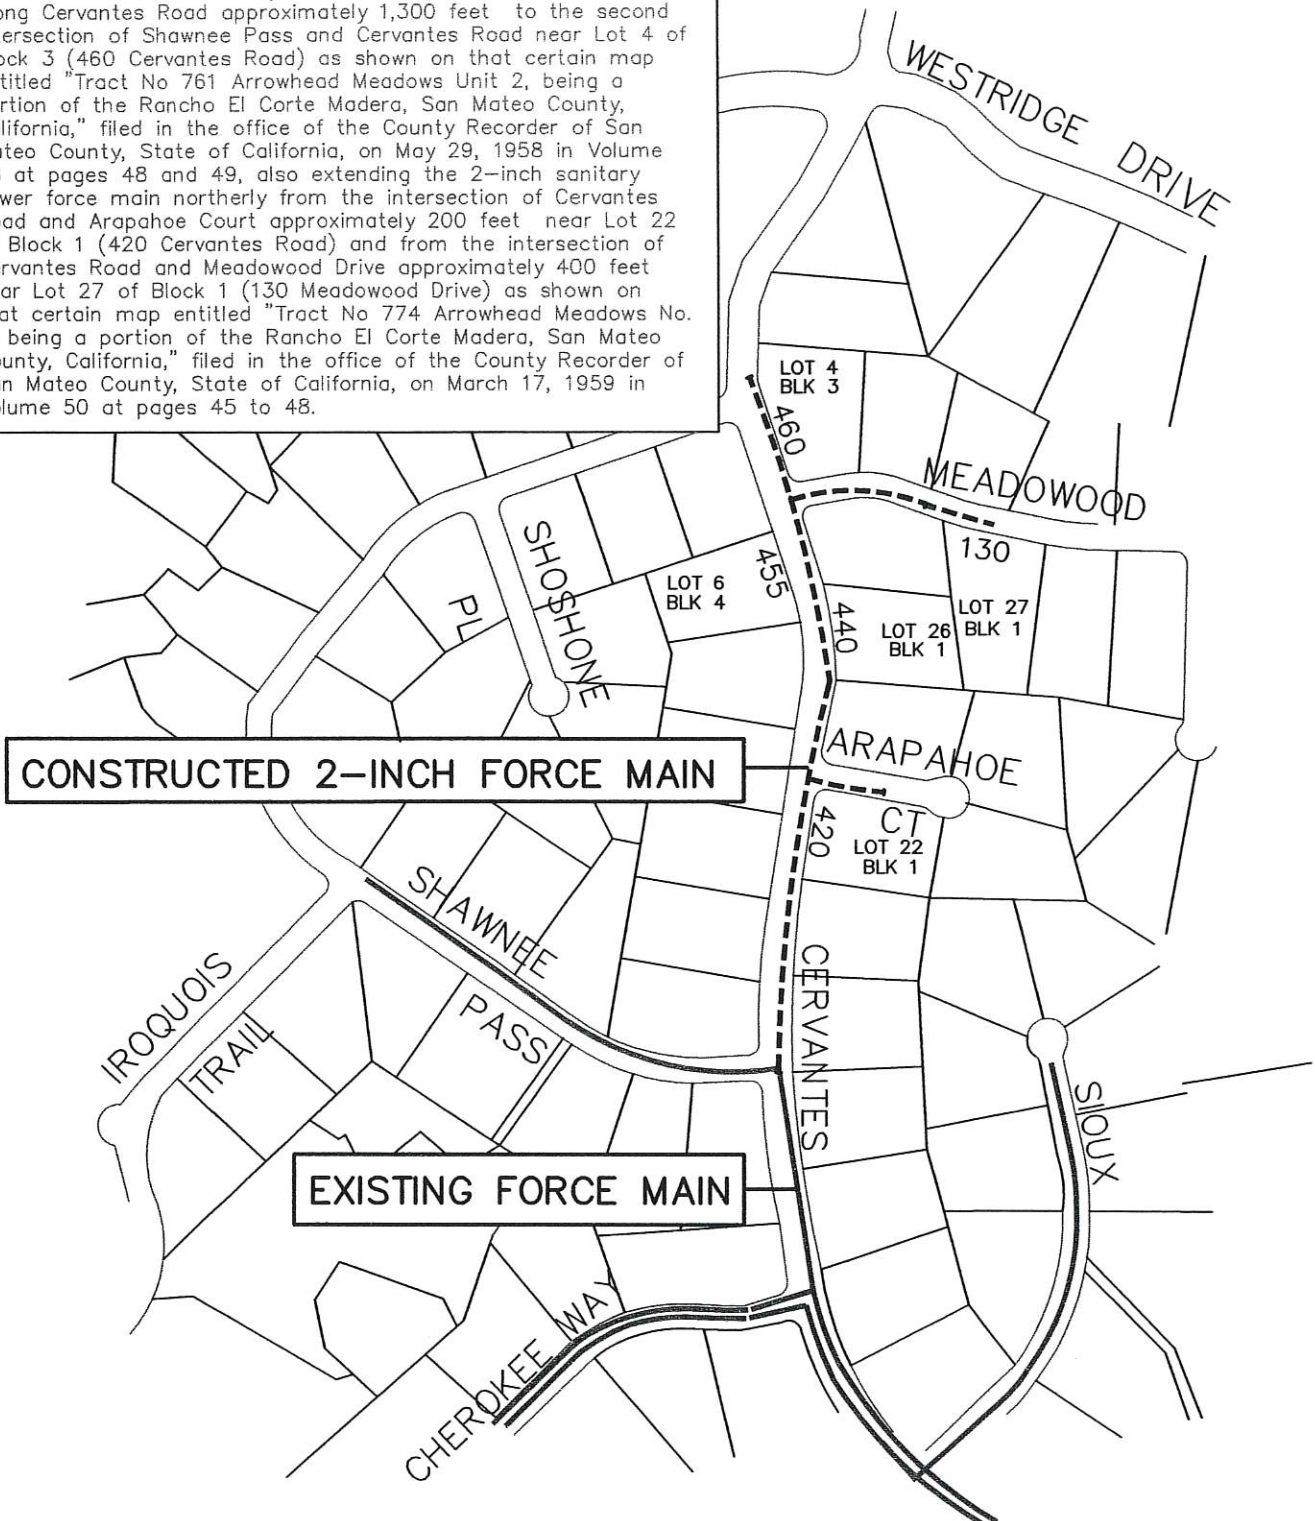 ong Cervantes Road approximately 1,300 feet to the second
tersection of Shawnee Pass and Cervantes Road near Lot 4 of
ock 3 (460 Cervantes Road) as shown on that certain map
titled "Tract No 761 Arrowhead Meadows Unit 2, being a
rtion of the Rancho El Corte Madera, San Mateo County,
lifornia," filed in the office of the County Recorder of San
ateo County, State of California, on May 29, 1958 in Volume
at pages 48 and 49, also extending the 2-inch sanitary
wer force main northerly from the intersection of Cervantes
ad and Arapahoe Court approximately 200 feet near Lot 22
Block 1 (420 Cervantes Road) and from the intersection of
rvantes Road and Meadowood Drive approximately 400 feet
ar Lot 27 of Block 1 (130 Meadowood Drive) as shown on
at certain map entitled "Tract No 774 Arrowhead Meadows No.
being a portion of the Rancho El Corte Madera, San Mateo
ounty, California," filed in the office of the County Recorder of
n Mateo County, State of California, on March 17, 1959 in
lume 50 at pages 45 to 48.
WESTRIDGE DRIVE
LOT 4
BLK 3
460
MEADOWOOD
130
SHOSHONE
PL
LOT 6
BLK 4
455
440
LOT 26
BLK 1
LOT 27
BLK 1
CONSTRUCTED 2-INCH FORCE MAIN
ARAPAHOE
CT
420
LOT 22
BLK 1
SHAWNEE
PASS
CERVANTES
IROQUOIS
TRAIL
SIOUX
EXISTING FORCE MAIN
CHEROKEE WAY